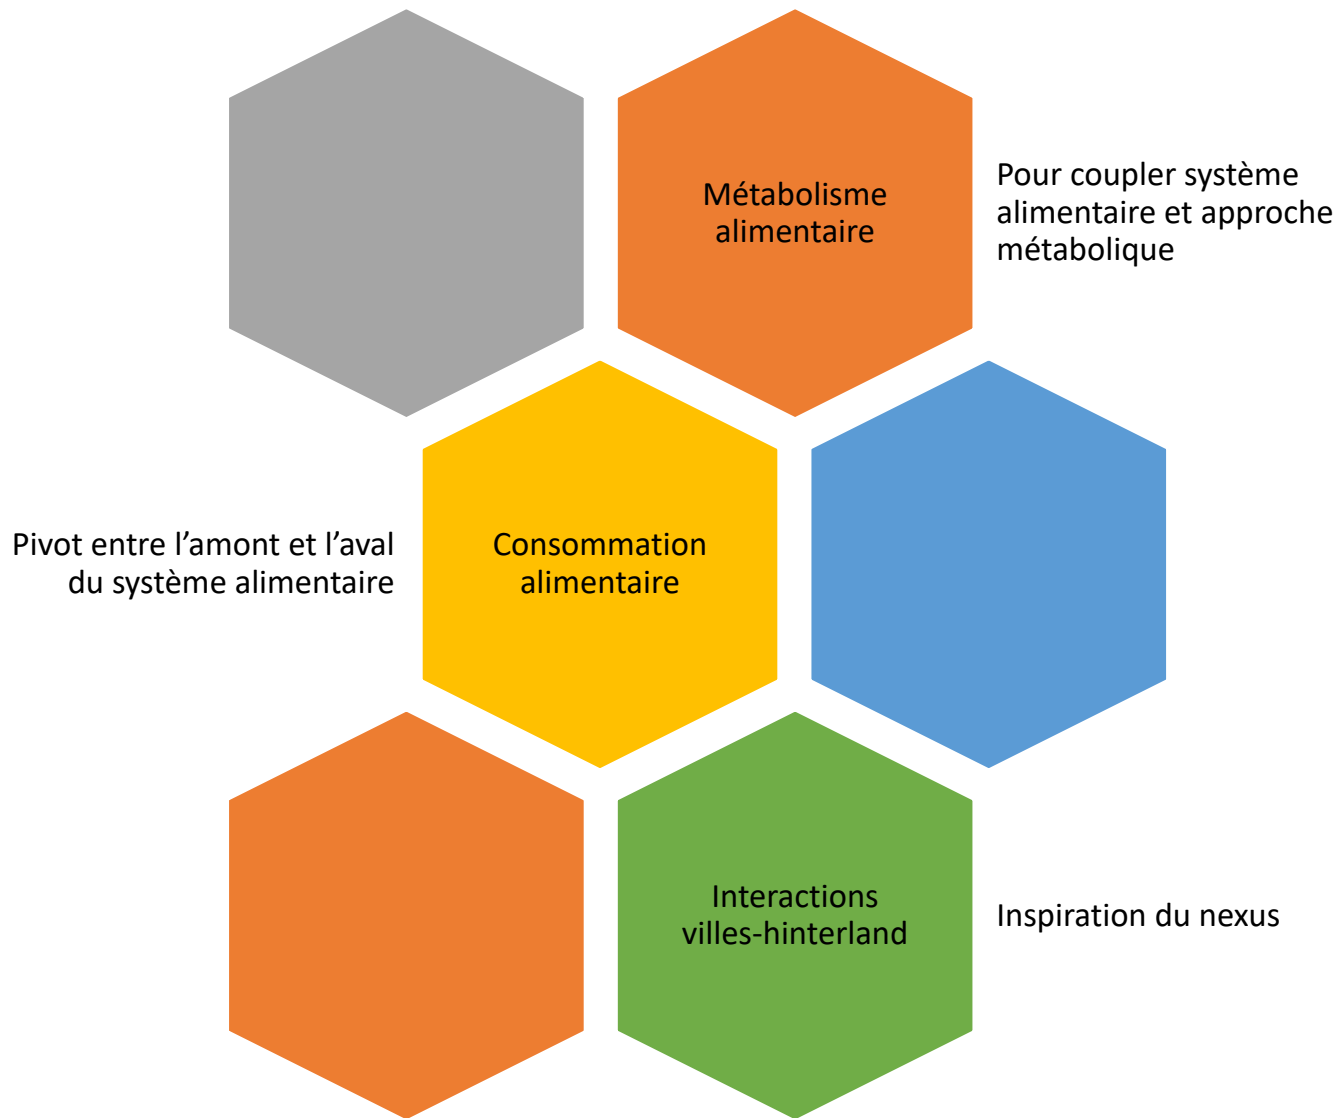 Métabolisme
alimentaire
Pour coupler système
alimentaire et approche
métabolique
Pivot entre l’amont et l’aval
du système alimentaire
Consommation
alimentaire
Interactions
villes-hinterland
Inspiration du nexus